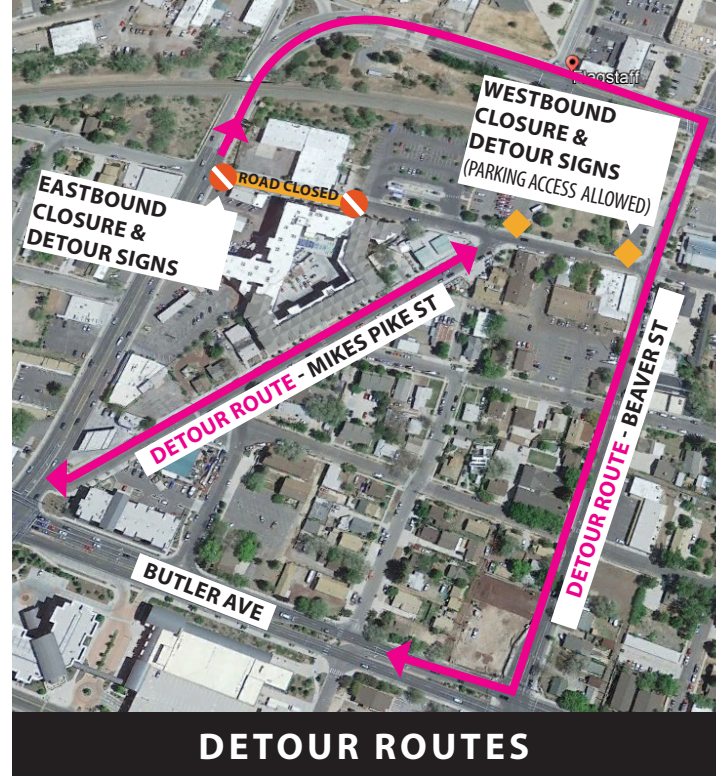 Flagstaff
WESTBOUND
CLOSURE &
DETOUR SIGNS
(PARKING ACCESS ALLOWED)
ROAD CLOSED
EASTBOUND
CLOSURE &
DETOUR SIGNS
DETOUR ROUTE - MIKES PIKE ST
DETOUR ROUTE - BEAVER ST
BUTLER AVE
DETOUR ROUTES